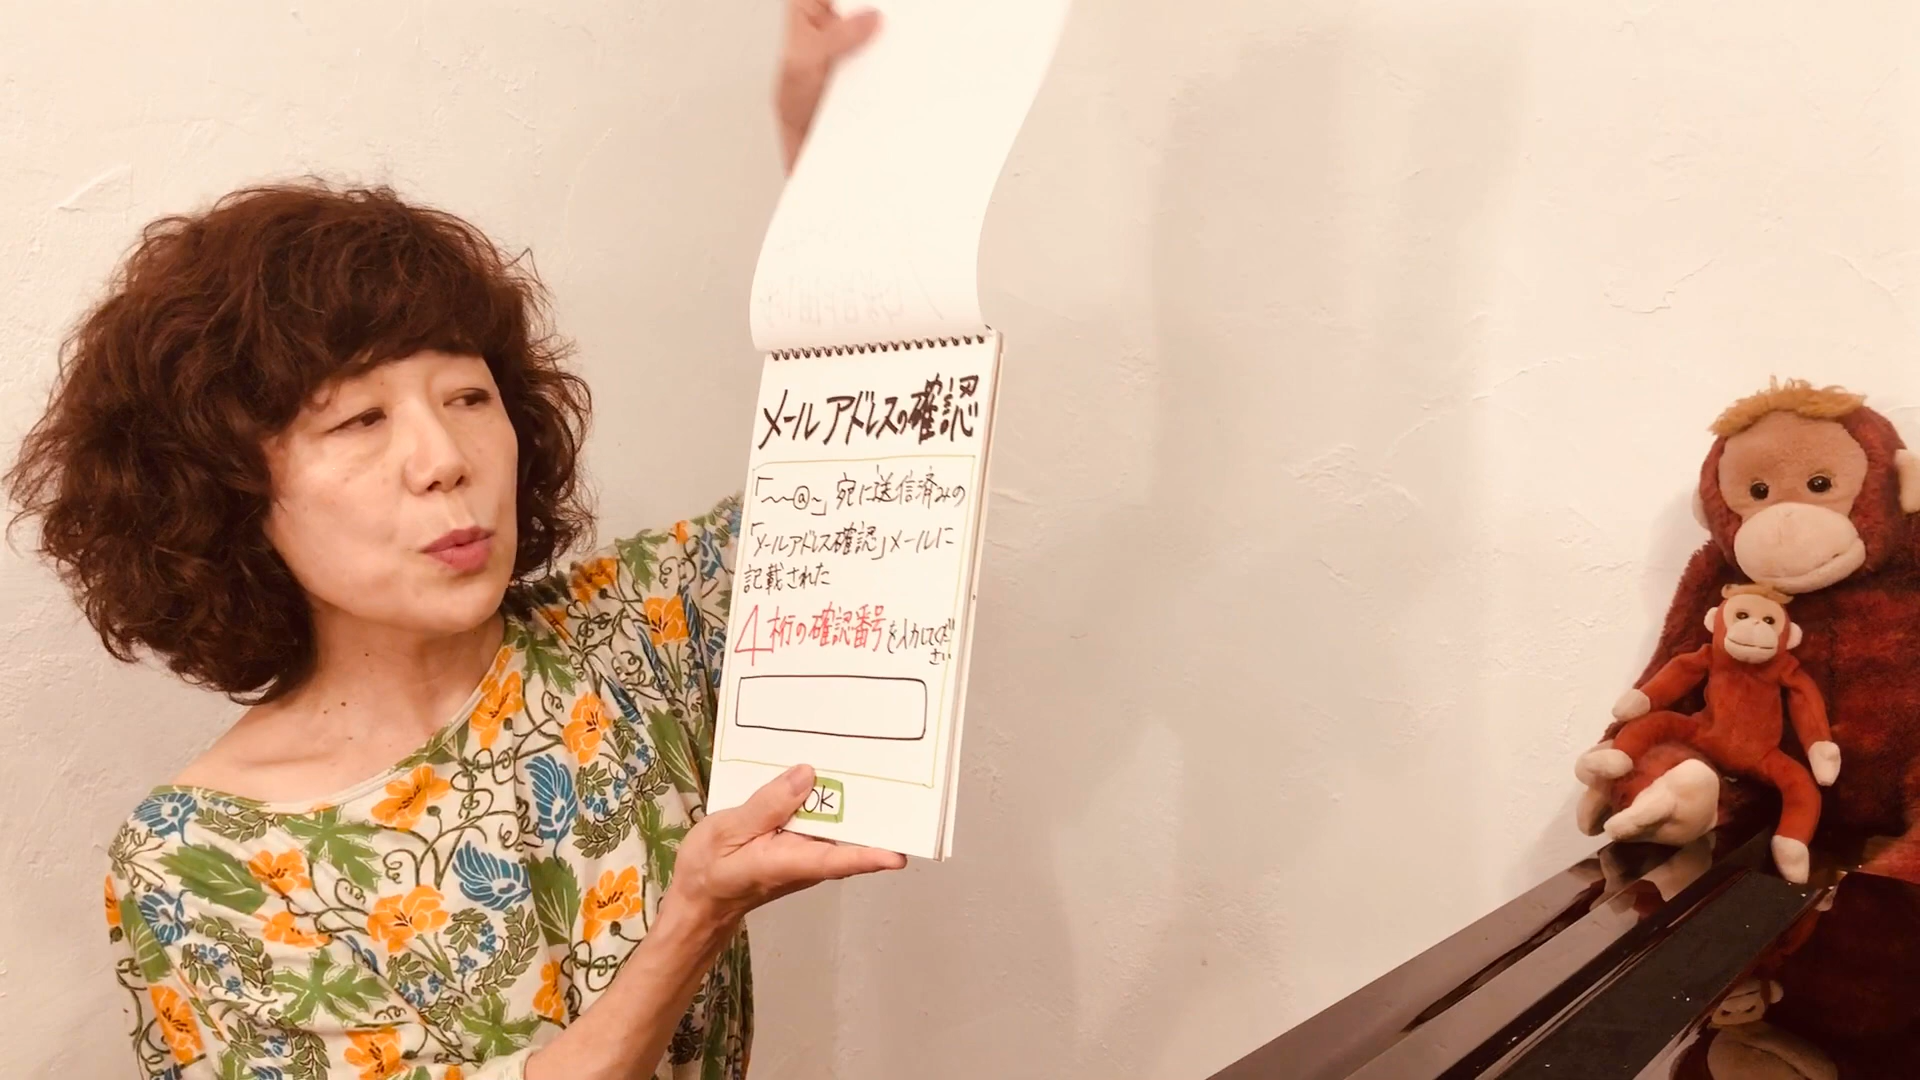 メールアドレスの確認
「〜〜@〜」宛に送信済みの
「メールアドレス確認」メールに
記載された
4桁の確認番号を入力してくだ
さい
OK